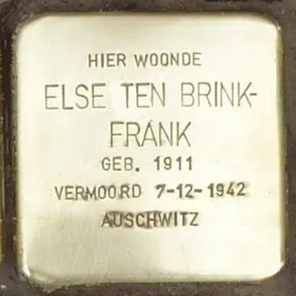 HIER WOONDE
ELSE TEN BRINK-
FRANK
GEB. 1911
VERMOORD 7-12-1942
AUSCHWITZ